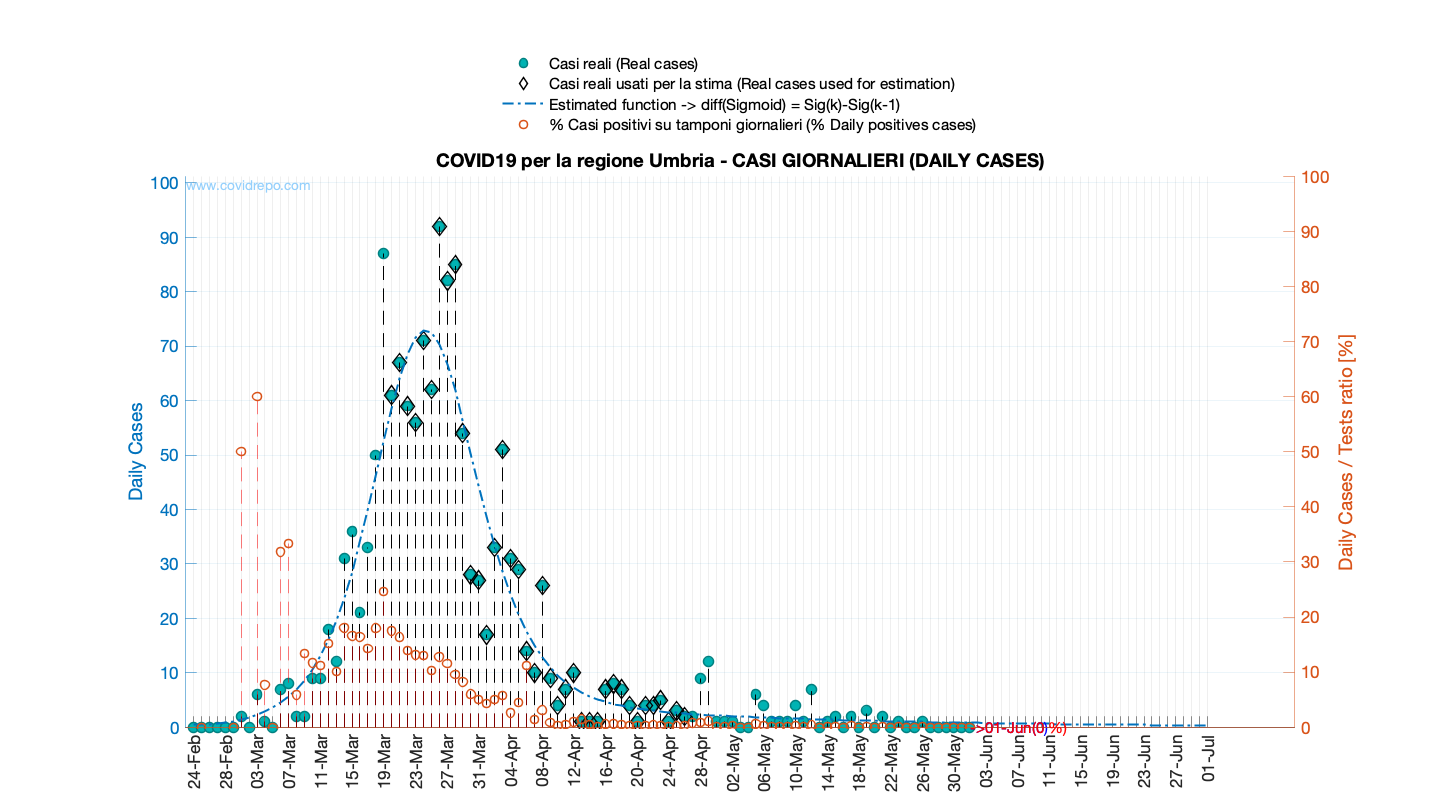 Casi reali (Real cases)
Casi reali usati per la stima (Real cases used for estimation)
Estimated function -> diff(Sigmoid) = Sig(k)-Sig(k-1)
% Casi positivi su tamponi giornalieri (% Daily positives cases)
COVID19 per la regione Umbria - CASI GIORNALIERI (DAILY CASES)
www.covidrepo.com
Daily Cases
100
90
80
70
60
50
40
30
20
10
0
100
90
80
70
60
50
40
30
20
10
0
Daily Cases / Tests ratio [%]
->01-Jun(0 %)
24-Feb
28-Feb
03-Mar
07-Mar
11-Mar
15-Mar
19-Mar
23-Mar
27-Mar
31-Mar
04-Apr
08-Apr
12-Apr
16-Apr
20-Apr
24-Apr
28-Apr
02-May
06-May
10-May
14-May
18-May
22-May
26-May
30-May
03-Jun
07-Jun
11-Jun
15-Jun
19-Jun
23-Jun
27-Jun
01-Jul